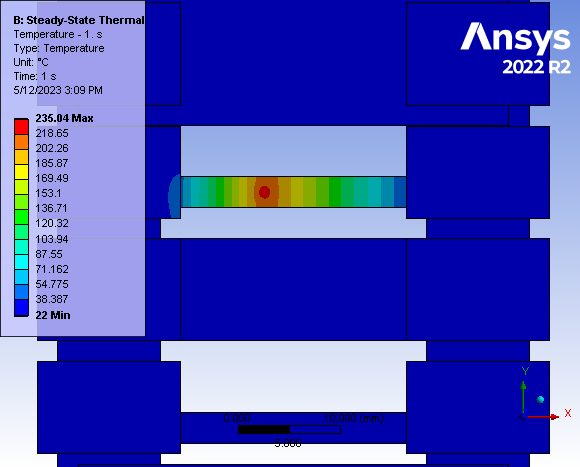 B: Steady-State Thermal
Temperature - 1. s
Type: Temperature
Unit: °C
Time: 1 s
5/12/2023 3:09 PM
235.04 Max
218.65
202.26
185.87
169.49
153.1
136.71
120.32
103.94
87.55
71.162
54.775
38.387
22 Min
Ansys
2022 R2
0.000
10.000 (mm)
5.000
Y
X